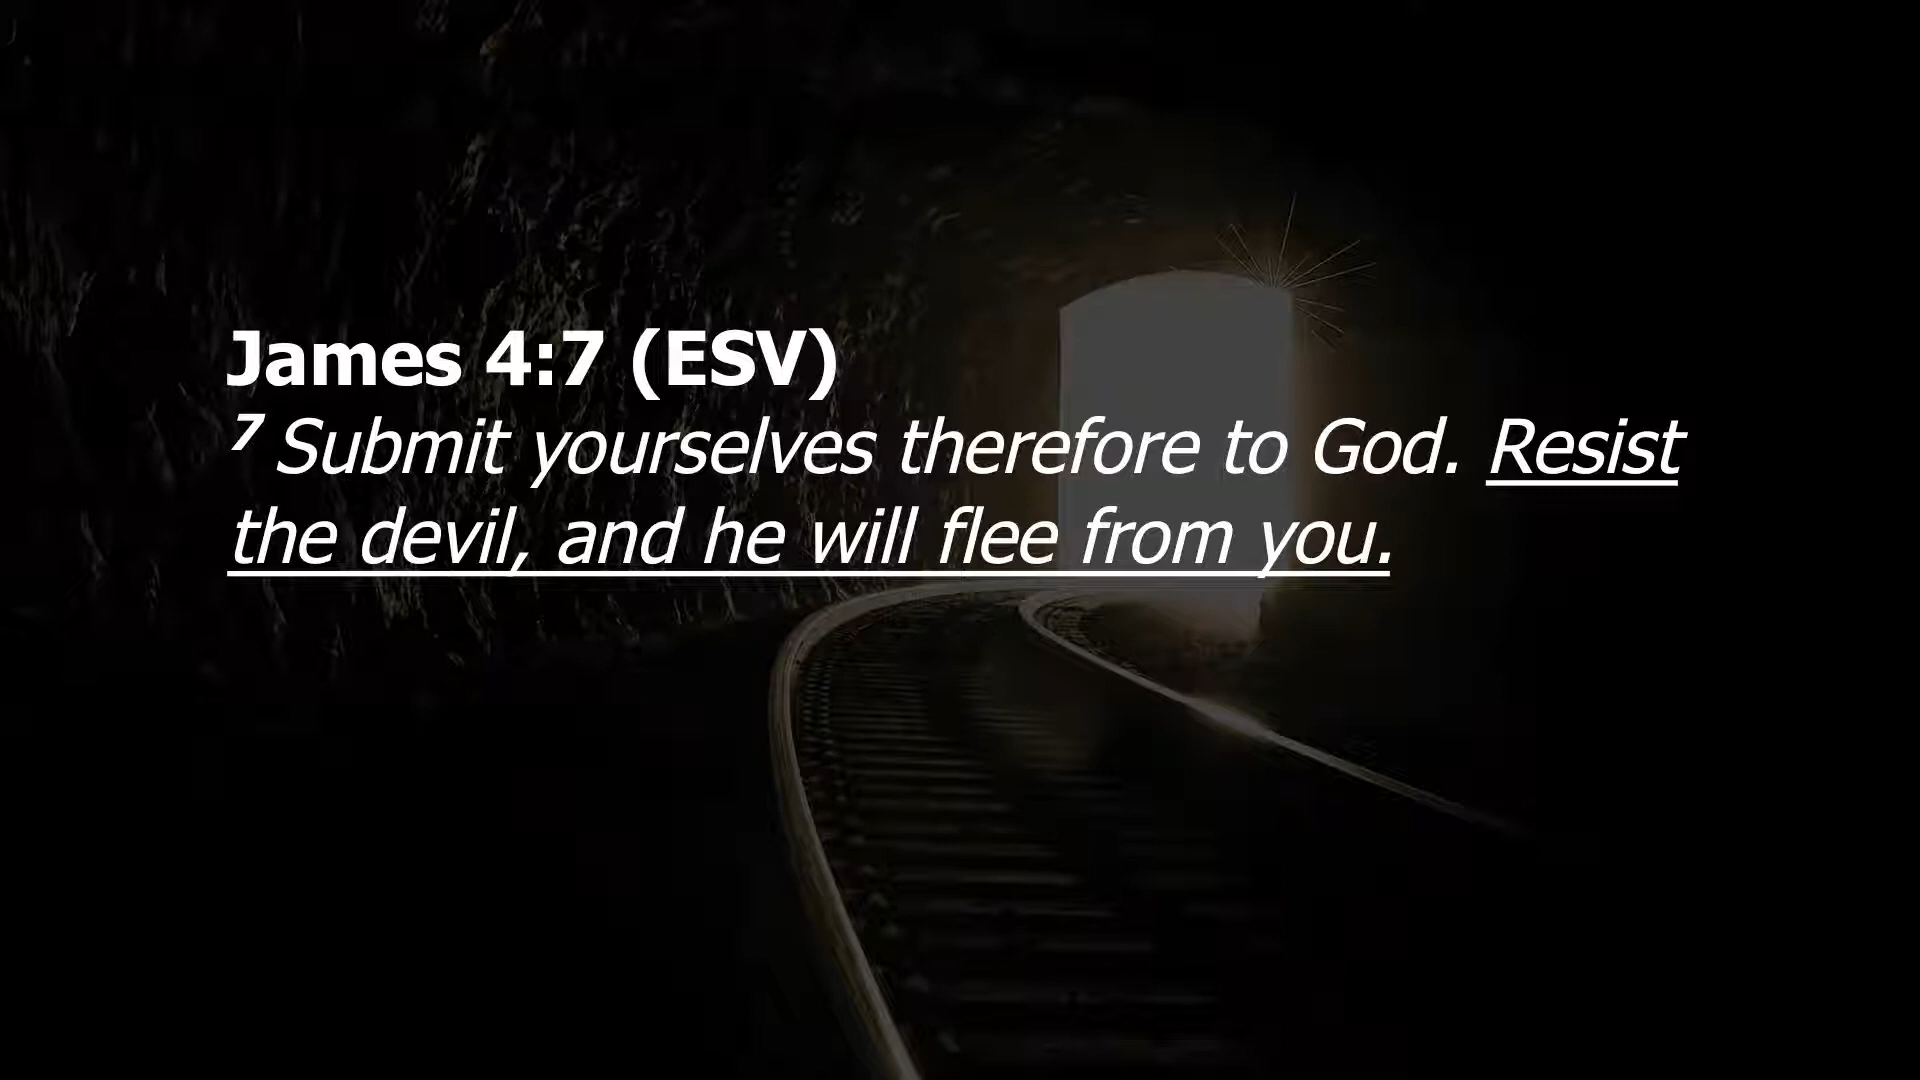 James 4:7 (ESV)
7 Submit yourselves therefore to God. Resist
the devil, and he will flee from you.